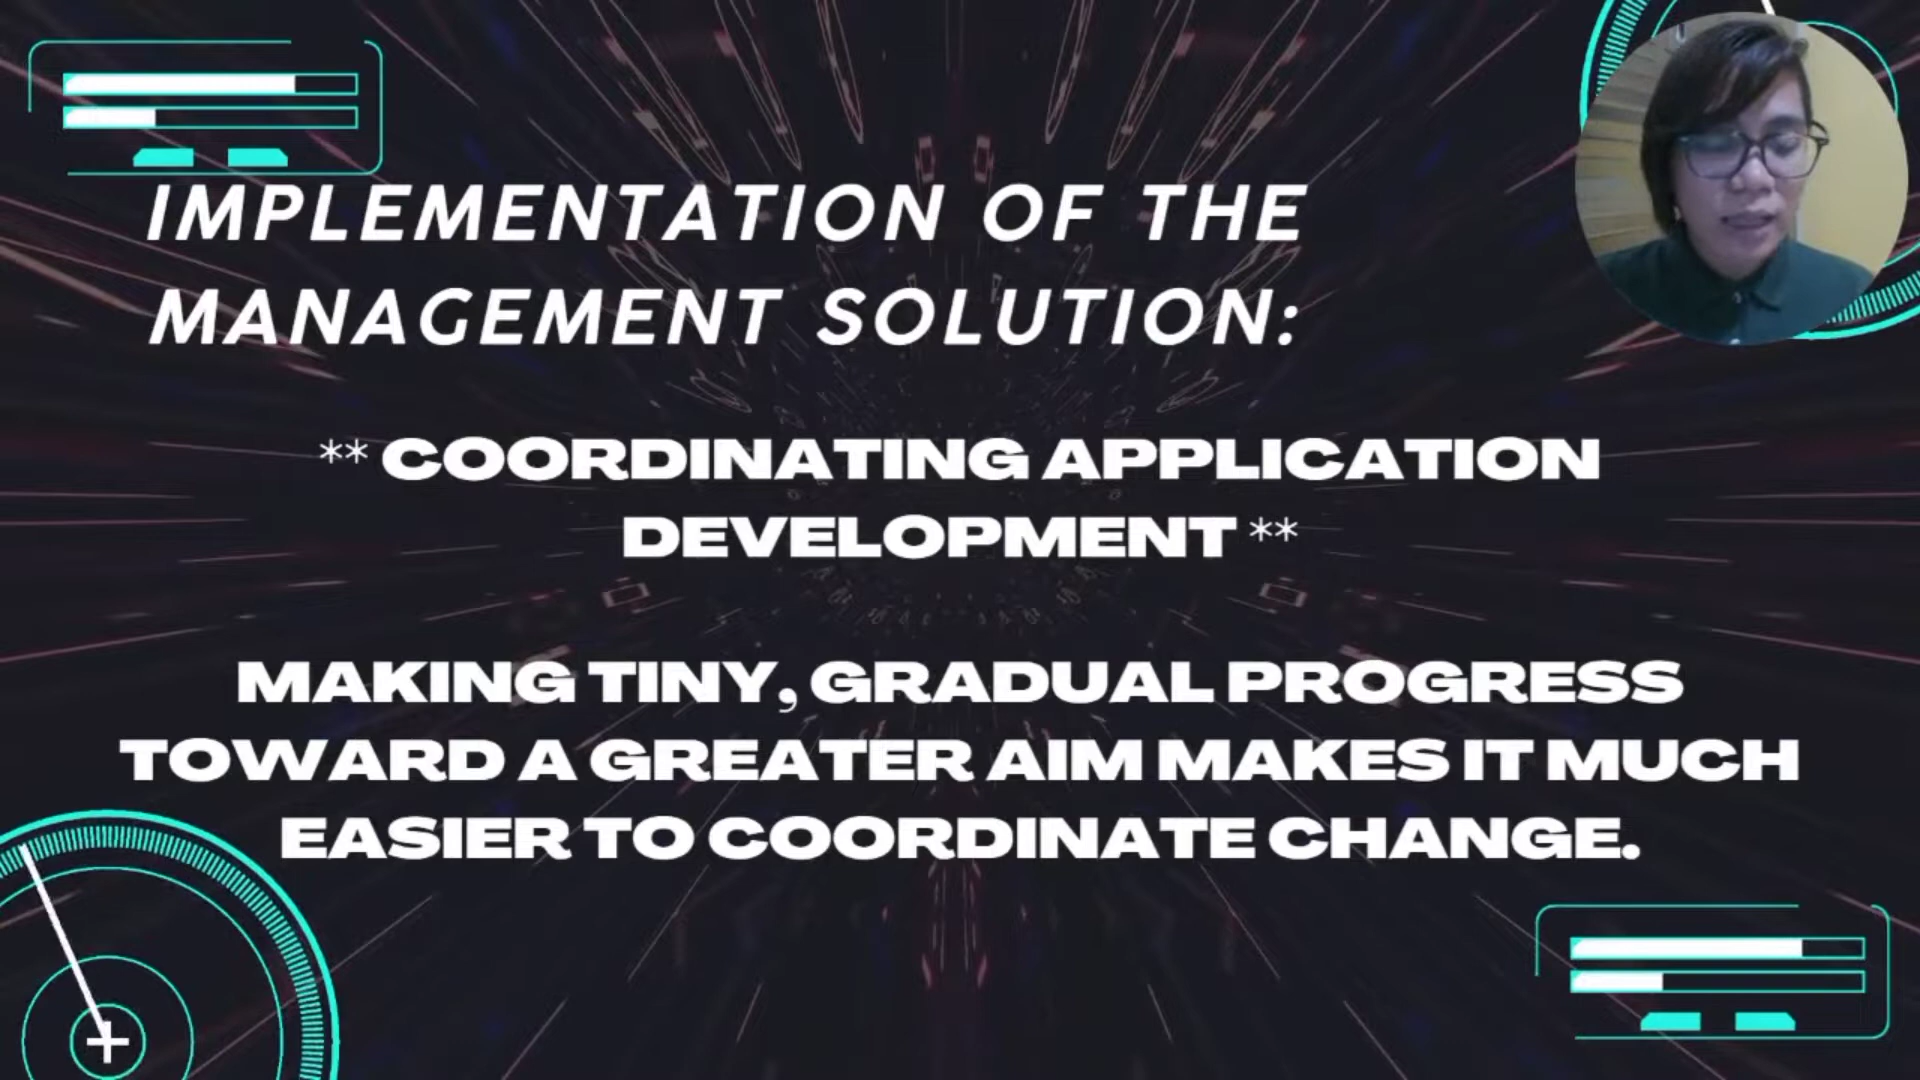 IMPLEMENTATION OF THE
MANAGEMENT SOLUTION:
** COORDINATING APPLICATION
DEVELOPMENT **
MAKING TINY, GRADUAL PROGRESS
TOWARD A GREATER AIM MAKES IT MUCH
EASIER TO COORDINATE CHANGE.